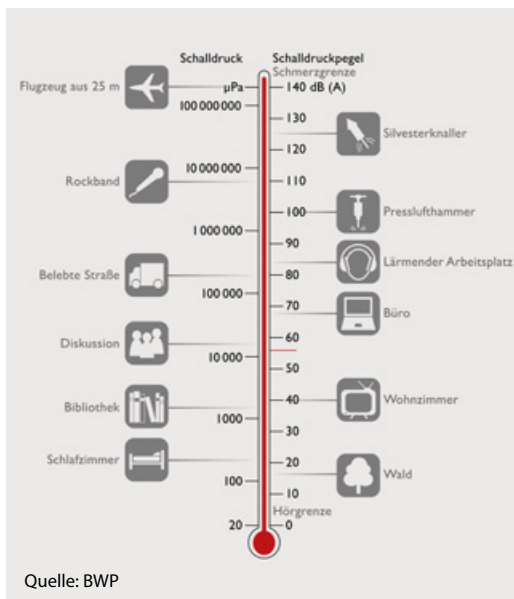 Schalldruck
Schalldruckpegel
Schmerzgrenze
Flugzeug aus 25 m
µPa
140 dB (A)
100 000 000
130
Silvesterknaller
120
10 000 000
Rockband
110
Presslufthammer
100
1 000 000
90
Lärmender Arbeitsplatz
Belebte Straße
80
100 000
70
Büro
60
Diskussion
10 000
50
Wohnzimmer
40
Bibliothek
1000
30
Schlafzimmer
20
Wald
100
10
Hörgrenze
20
0
Quelle: BWP